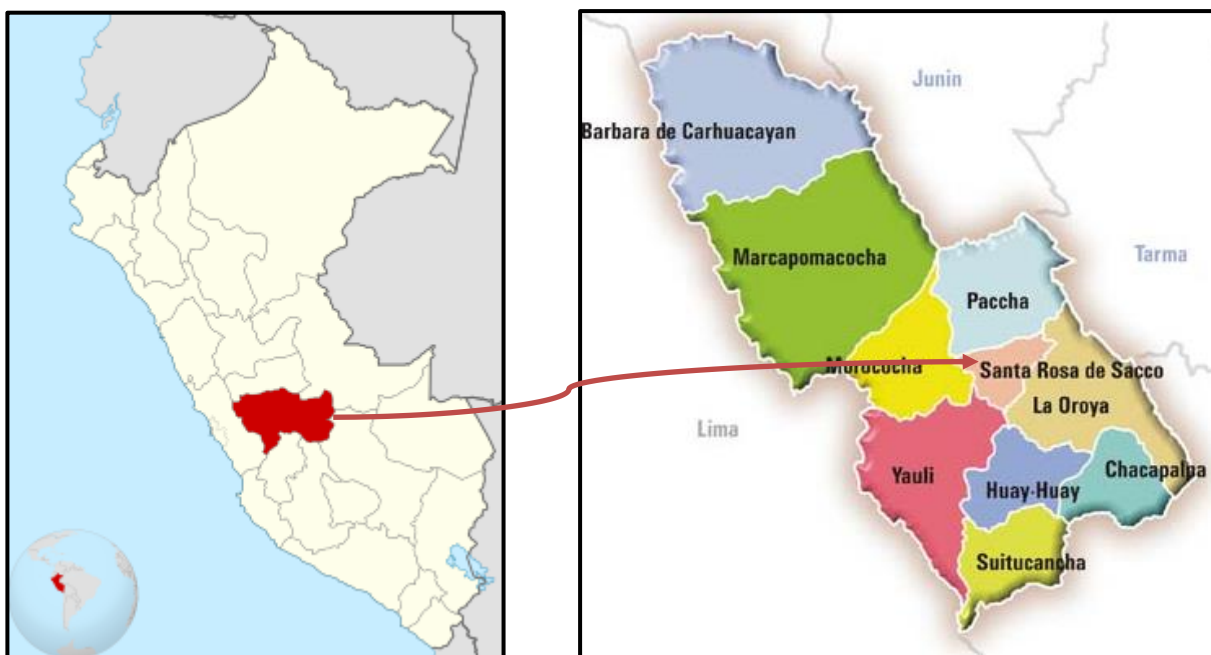 Junin
Barbara de Carhuacayan
Marcapomacocha
Tarma
Paccha
Morococha
Santa Rosa de Sacco
La Oroya
Lima
Yauli
Chacapalpa
Huay-Huay
Suitucancha